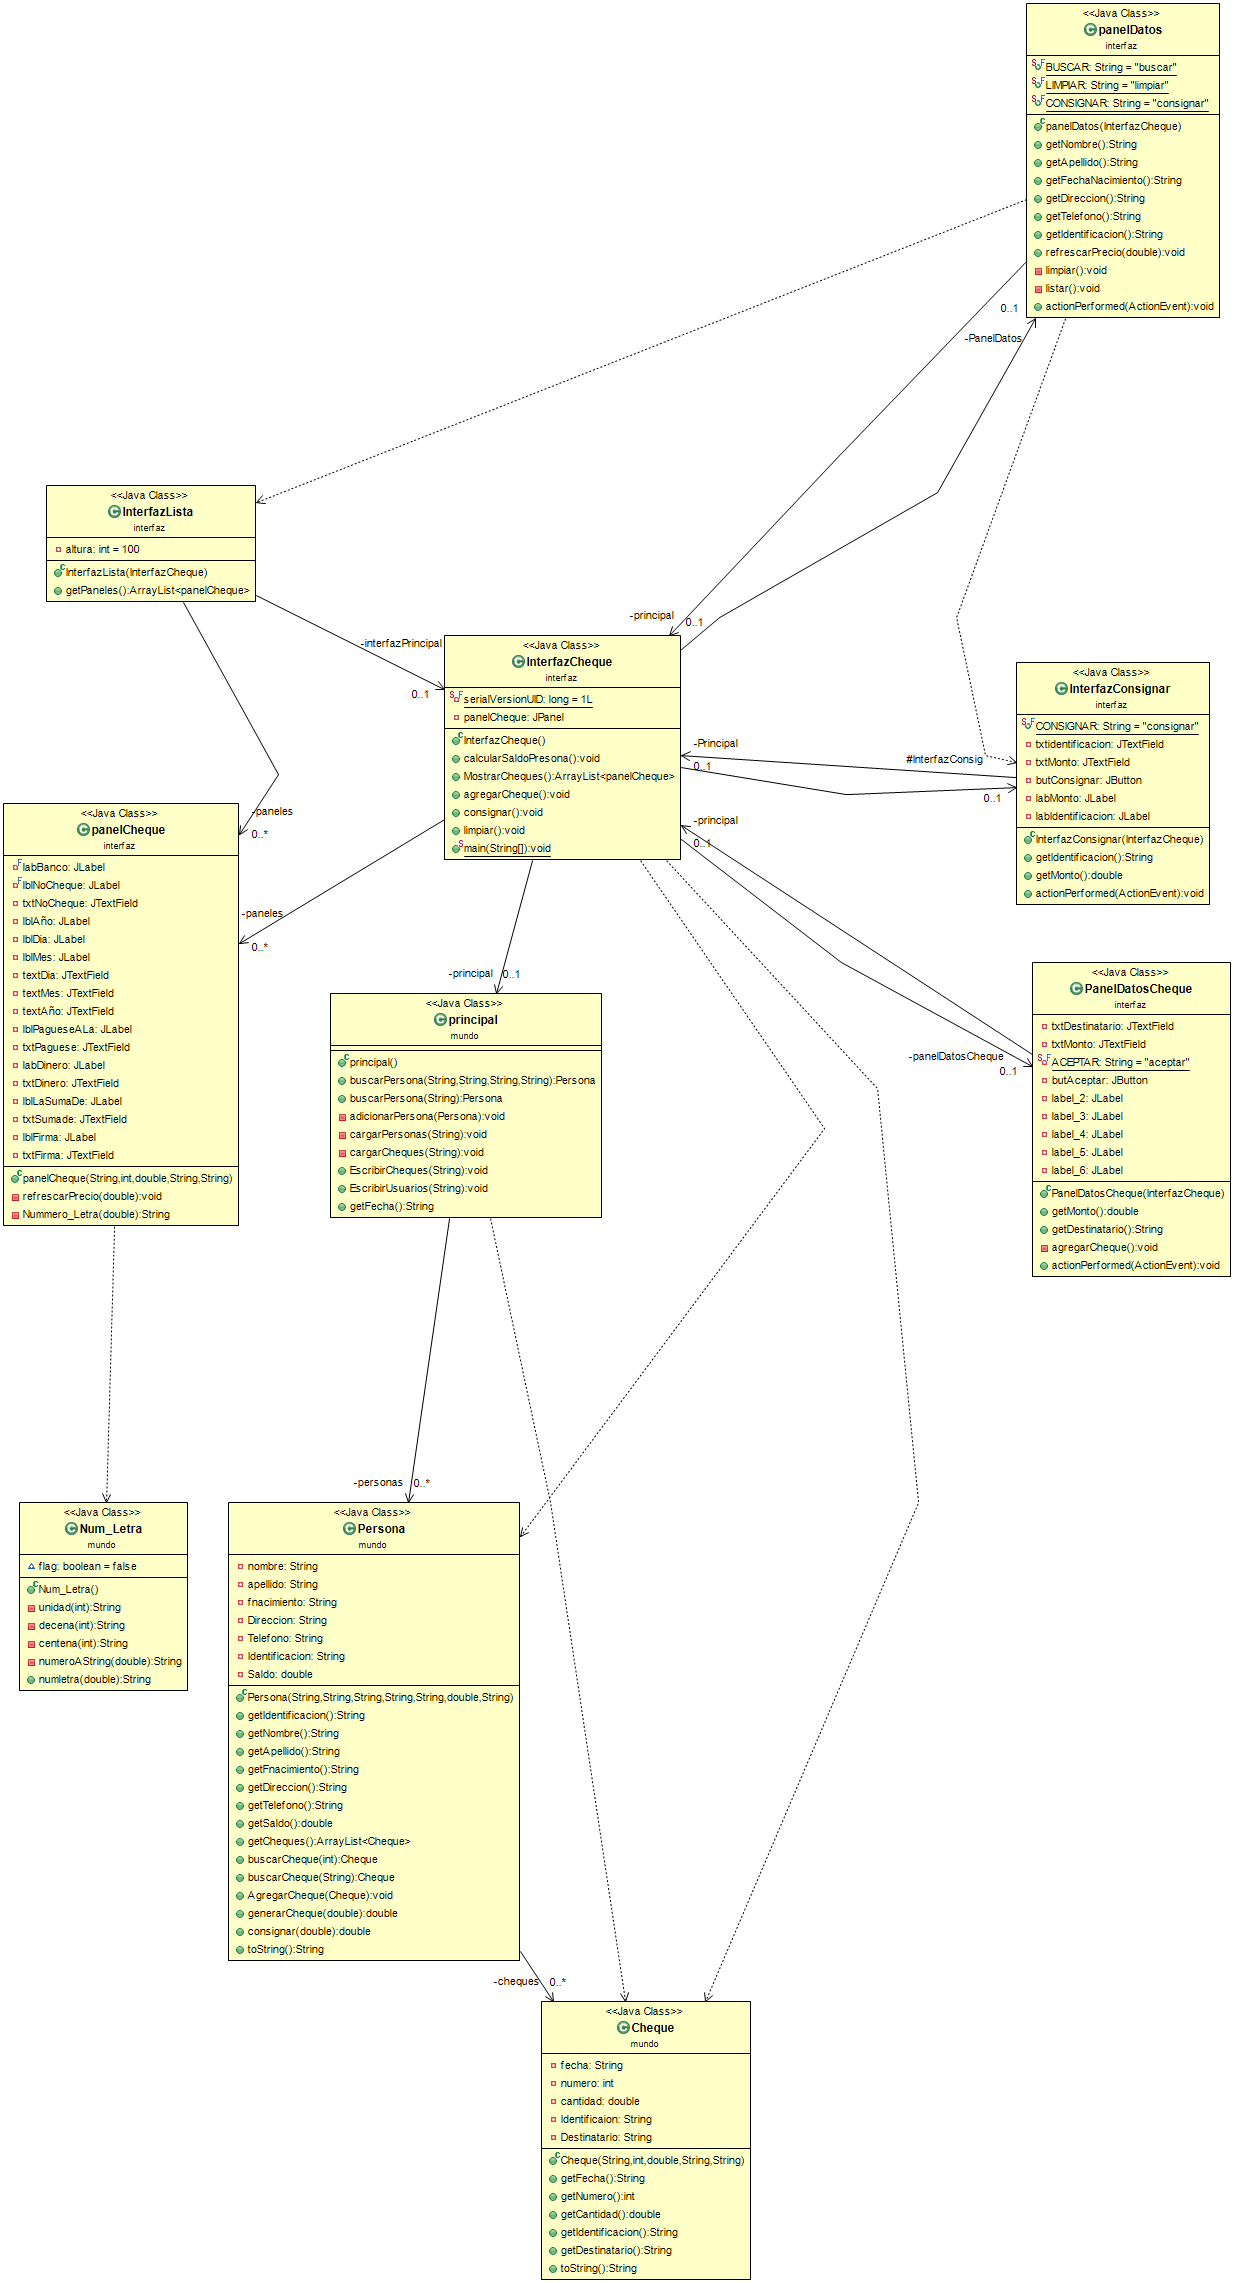 <<Java Class>>
panelDatos
interfaz
BUSCAR: String = "buscar"
LIMPIAR: String = "limpiar"
CONSIGNAR: String = "consignar"
panelDatos(InterfazCheque)
getNombre():String
getApellido():String
getFechaNacimiento():String
getDireccion():String
getTelefono():String
getIdentificacion():String
refrescarPrecio(double):void
limpiar():void
listar():void
actionPerformed(ActionEvent):void
0..1
-PanelDatos
<<Java Class>>
InterfazLista
interfaz
altura: int = 100
InterfazLista(InterfazCheque)
getPaneles():ArrayList<panelCheque>
-interfazPrincipal
0..1
-principal
0..1
<<Java Class>>
InterfazCheque
interfaz
serialVersionUID: long = 1L
panelCheque: JPanel
InterfazCheque()
calcularSaldoPresona():void
MostrarCheques():ArrayList<panelCheque>
agregarCheque():void
consignar():void
limpiar():void
main(String[]):void
-Principal
0..1
#InterfazConsig
0..1
-principal
0..1
<<Java Class>>
InterfazConsignar
interfaz
CONSIGNAR: String = "consignar"
txtidentificacion: JTextField
txtMonto: JTextField
butConsignar: JButton
labMonto: JLabel
labIdentificacion: JLabel
InterfazConsignar(InterfazCheque)
getIdentificacion():String
getMonto():double
actionPerformed(ActionEvent):void
-paneles
0..*
-paneles
0..*
<<Java Class>>
panelCheque
interfaz
labBanco: JLabel
lblNoCheque: JLabel
txtNoCheque: JTextField
lblAño: JLabel
lblDia: JLabel
lblMes: JLabel
textDia: JTextField
textMes: JTextField
textAño: JTextField
lblPagueseALa: JLabel
txtPaguese: JTextField
labDinero: JLabel
txtDinero: JTextField
lblLaSumaDe: JLabel
txtSumade: JTextField
lblFirma: JLabel
txtFirma: JTextField
panelCheque(String,int,double,String,String)
refrescarPrecio(double):void
Nummero_Letra(double):String
-principal
0..1
<<Java Class>>
principal
mundo
principal()
buscarPersona(String,String,String,String):Persona
buscarPersona(String):Persona
adicionarPersona(Persona):void
cargarPersonas(String):void
cargarCheques(String):void
EscribirCheques(String):void
EscribirUsuarios(String):void
getFecha():String
-panelDatosCheque
0..1
<<Java Class>>
PanelDatosCheque
interfaz
txtDestinatario: JTextField
txtMonto: JTextField
ACEPTAR: String = "aceptar"
butAceptar: JButton
label_2: JLabel
label_3: JLabel
label_4: JLabel
label_5: JLabel
label_6: JLabel
PanelDatosCheque(InterfazCheque)
getMonto():double
getDestinatario():String
agregarCheque():void
actionPerformed(ActionEvent):void
-personas
0..*
<<Java Class>>
Num_Letra
mundo
flag: boolean = false
Num_Letra()
unidad(int):String
decena(int):String
centena(int):String
numeroAString(double):String
numletra(double):String
<<Java Class>>
Persona
mundo
nombre: String
apellido: String
fnacimiento: String
Direccion: String
Telefono: String
Identificacion: String
Saldo: double
Persona(String,String,String,String,String,double,String)
getIdentificacion():String
getNombre():String
getApellido():String
getFnacimiento():String
getDireccion():String
getTelefono():String
getSaldo():double
getCheques():ArrayList<Cheque>
buscarCheque(int):Cheque
buscarCheque(String):Cheque
AgregarCheque(Cheque):void
generarCheque(double):double
consignar(double):double
toString():String
-cheques
0..*
<<Java Class>>
Cheque
mundo
fecha: String
numero: int
cantidad: double
Identificaion: String
Destinatario: String
Cheque(String,int,double,String,String)
getFecha():String
getNumero():int
getCantidad():double
getIdentificacion():String
getDestinatario():String
toString():String